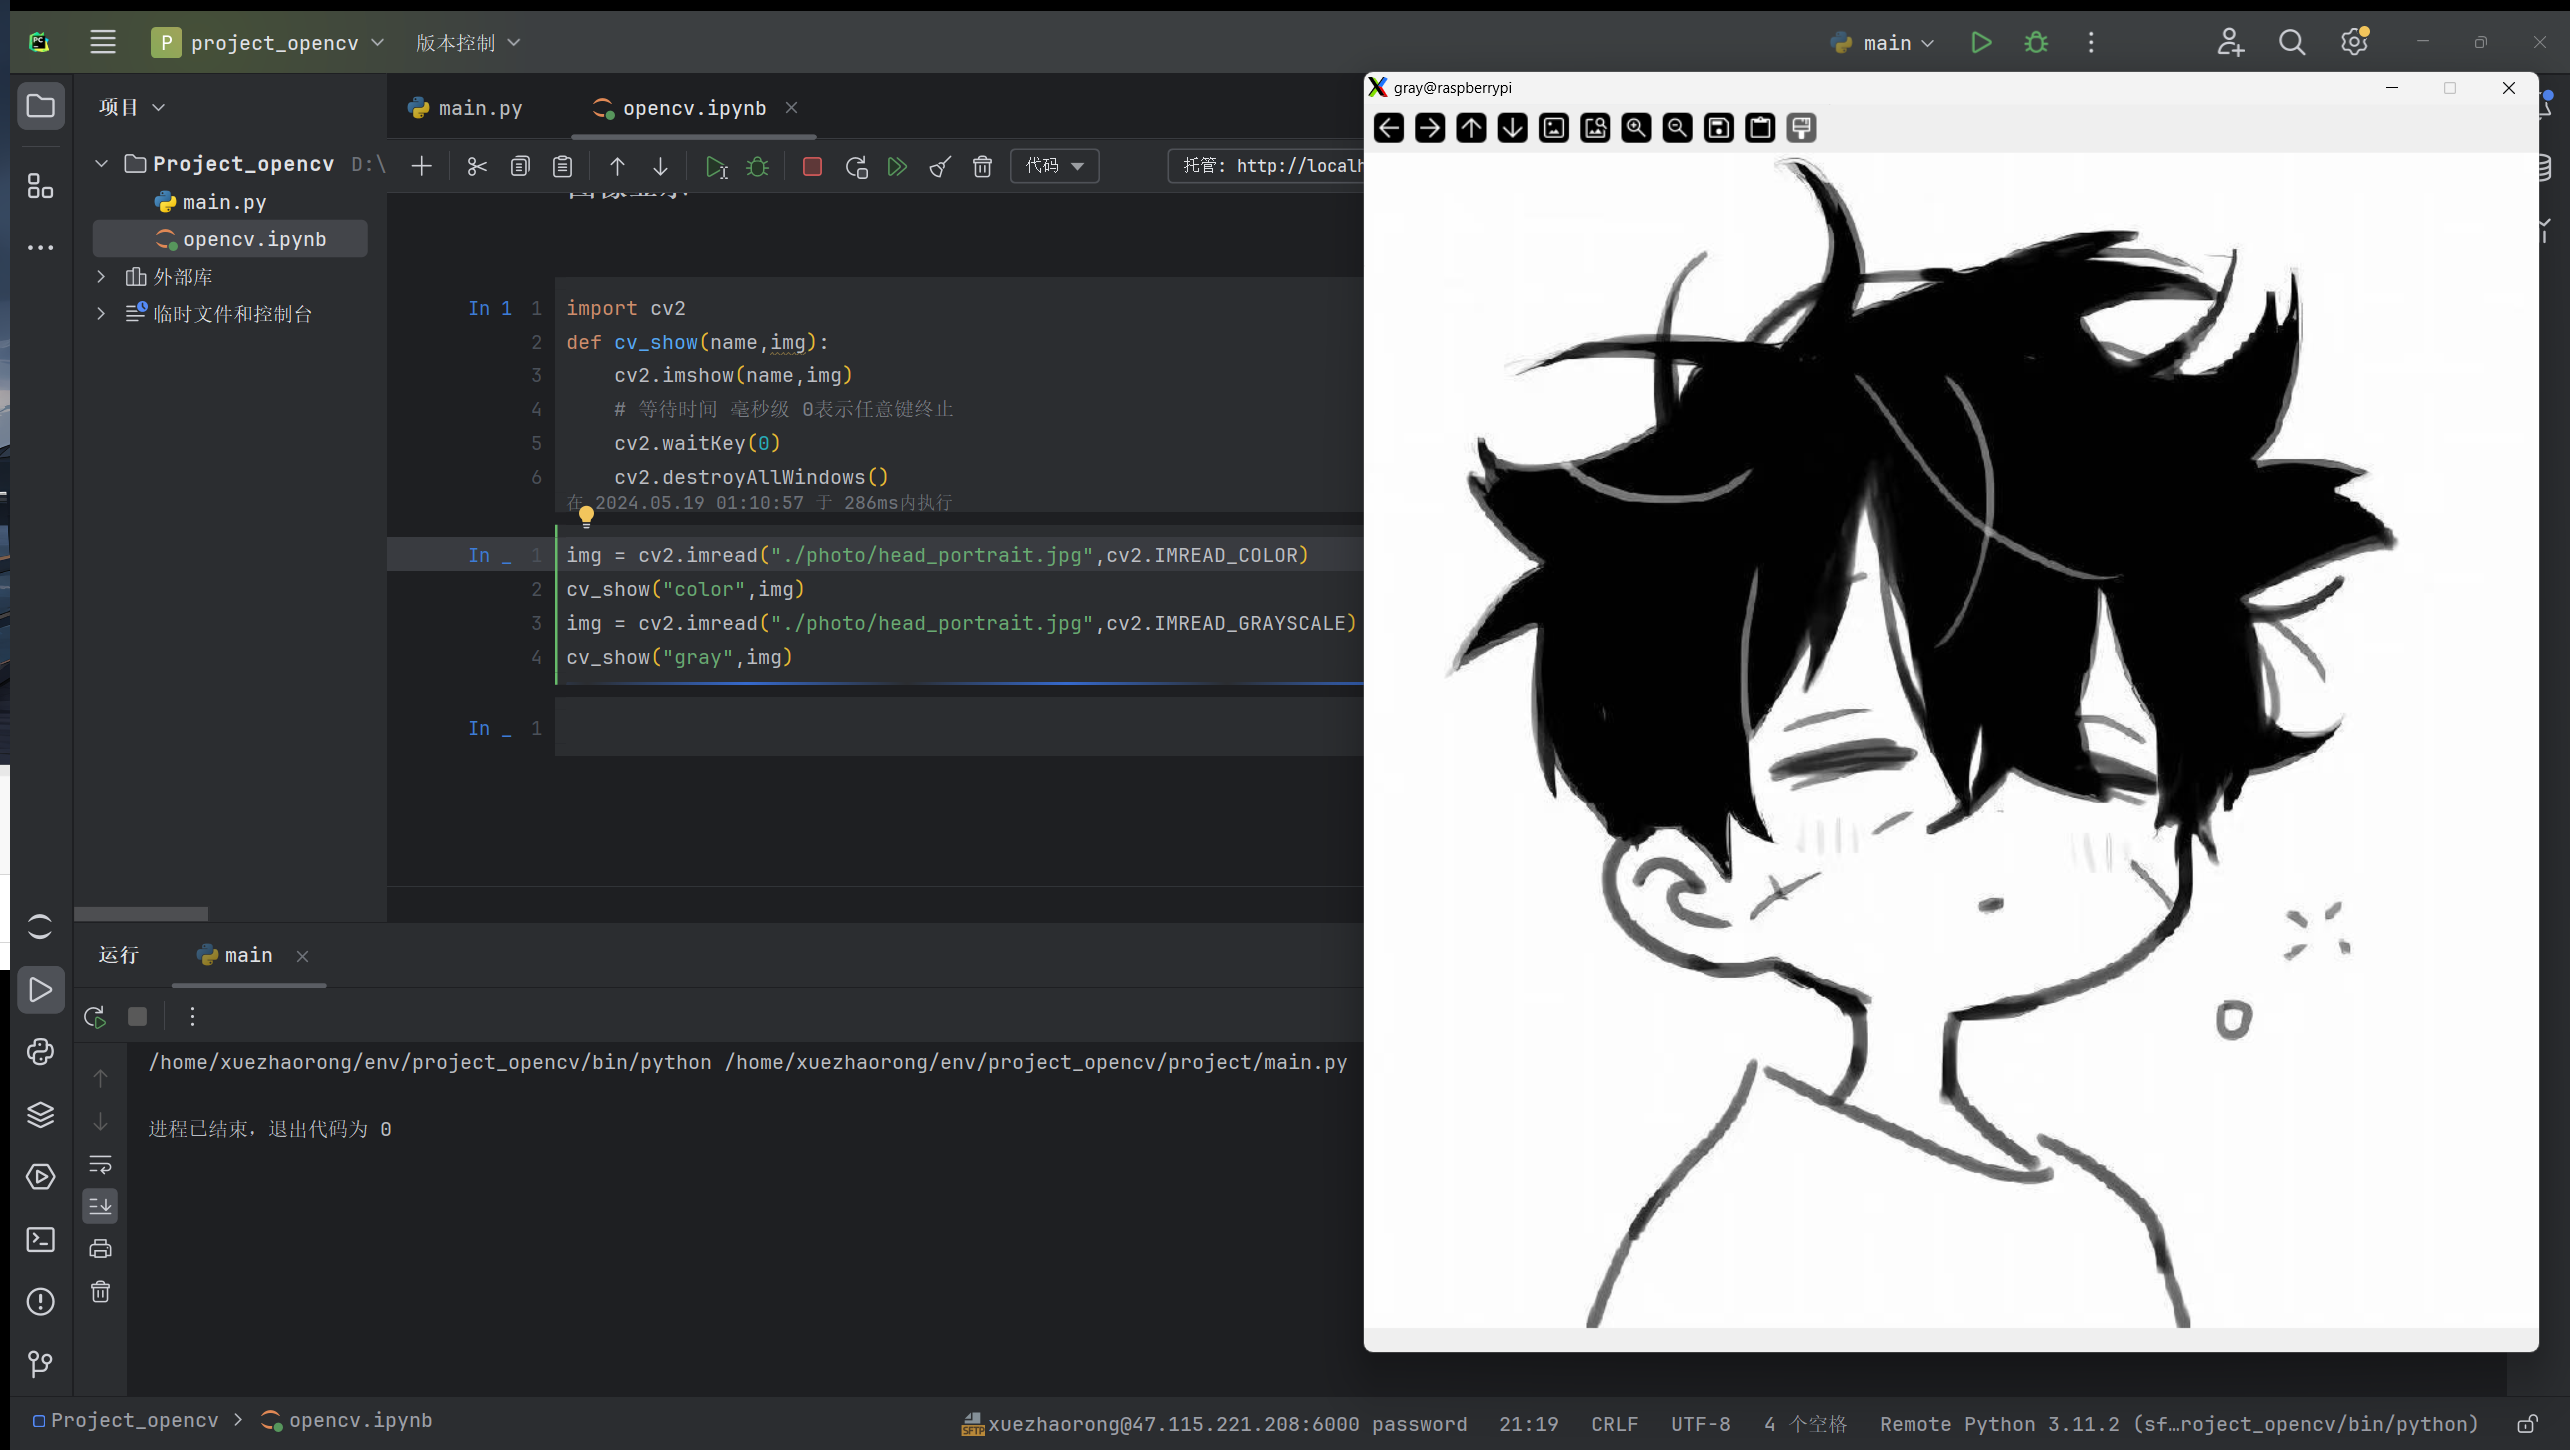 P project_opencv 版本控制 main
项目
Project_opencv D:\
main.py
opencv.ipynb
外部库
临时文件和控制台
main.py opencv.ipynb
代码 托管: http://localh
In 1 1 import cv2
2 def cv_show(name,img):
3 cv2.imshow(name,img)
4 # 等待时间 毫秒级 0表示任意键终止
5 cv2.waitKey(0)
6 cv2.destroyAllWindows()
在 2024.05.19 01:10:57 于 286ms内执行
In _ 1 img = cv2.imread("./photo/head_portrait.jpg",cv2.IMREAD_COLOR)
2 cv_show("color",img)
3 img = cv2.imread("./photo/head_portrait.jpg",cv2.IMREAD_GRAYSCALE)
4 cv_show("gray",img)
In _ 1
gray@raspberrypi
运行 main
/home/xuezhaorong/env/project_opencv/bin/python /home/xuezhaorong/env/project_opencv/project/main.py
进程已结束，退出代码为 0
Project_opencv > opencv.ipynb
SFTP xuezhaorong@47.115.221.208:6000 password 21:19 CRLF UTF-8 4 个空格 Remote Python 3.11.2 (sf…roject_opencv/bin/python)